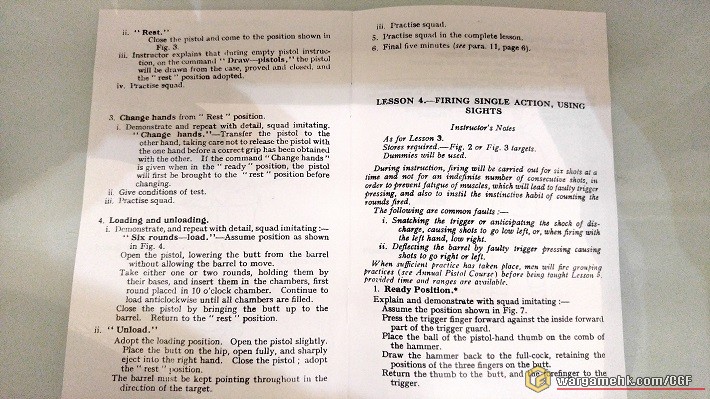 ii. "Rest."
Close the pistol and come to the position shown in
Fig. 3.
iii. Instructor explains that during empty pistol instruc-
tion, on the command "Draw—pistols," the pistol
will be drawn from the case, proved and closed, and
the "rest" position adopted.
iv. Practise squad.
3. Change hands from "Rest" position.
i. Demonstrate and repeat with detail, squad imitating.
"Change hands."—Transfer the pistol to the
other hand, taking care not to release the pistol with
the one hand before a correct grip has been obtained
with the other. If the command "Change hands"
is given when in the "ready" position, the pistol
will first be brought to the "rest" position before
changing.
ii. Give conditions of test.
iii. Practise squad.
4. Loading and unloading.
i. Demonstrate, and repeat with detail, squad imitating :—
"Six rounds—load."—Assume position as shown
in Fig. 4.
Open the pistol, lowering the butt from the barrel
without allowing the barrel to move.
Take either one or two rounds, holding them by
their bases, and insert them in the chambers, first
round placed in 10 o'clock chamber. Continue to
load anticlockwise until all chambers are filled.
Close the pistol by bringing the butt up to the
barrel. Return to the "rest" position.
ii. "Unload."
Adopt the loading position. Open the pistol slightly.
Place the butt on the hip, open fully, and sharply
eject into the right hand. Close the pistol ; adopt
the "rest" position.
The barrel must be kept pointing throughout in the
direction of the target.
iii. Practise squad.
5. Practise squad in the complete lesson.
6. Final five minutes (see para. 11, page 6).
LESSON 4.—FIRING SINGLE ACTION, USING
SIGHTS
Instructor's Notes
As for Lesson 3.
Stores required.—Fig. 2 or Fig. 3 targets.
Dummies will be used.
During instruction, firing will be carried out for six shots at a
time and not for an indefinite number of consecutive shots, in
order to prevent fatigue of muscles, which will lead to faulty trigger
pressing, and also to instil the instinctive habit of counting the
rounds fired.
The following are common faults :—
i. Snatching the trigger or anticipating the shock of dis-
charge, causing shots to go low left, or, when firing with
the left hand, low right.
ii. Deflecting the barrel by faulty trigger pressing causing
shots to go right or left.
When sufficient practice has taken place, men will fire grouping
practices (see Annual Pistol Course) before being taught Lesson 5,
provided time and ranges are available.
1. Ready Position.*
Explain and demonstrate with squad imitating :—
Assume the position shown in Fig. 7.
Press the trigger finger forward against the inside forward
part of the trigger guard.
Place the ball of the pistol-hand thumb on the comb of
the hammer.
Draw the hammer back to the full-cock, retaining the
positions of the three fingers on the butt.
Return the thumb to the butt, and the forefinger to the
trigger.
wargamehk.com/CGF